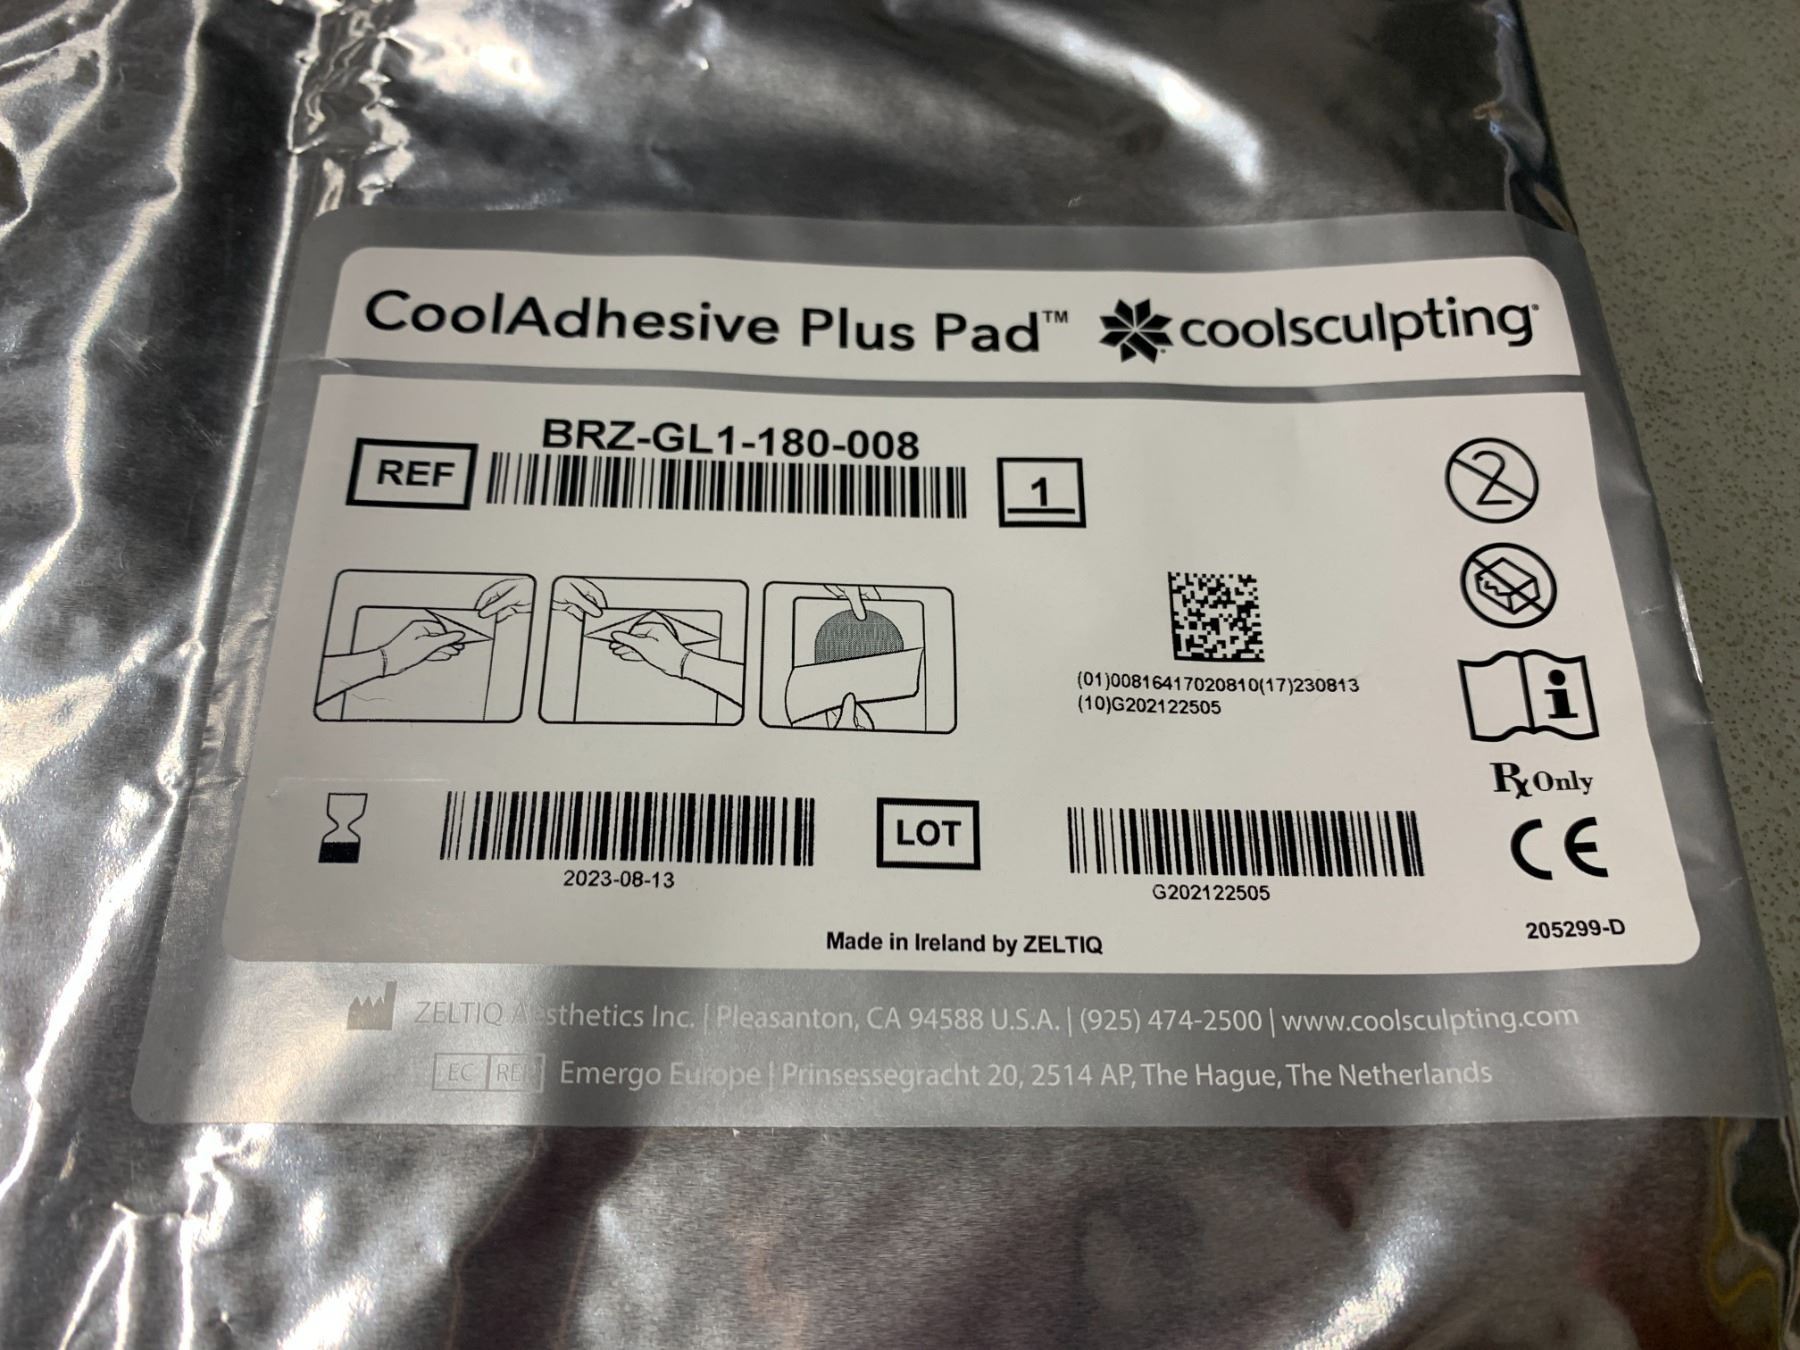 CoolAdhesive Plus Pad™ coolsculpting®
BRZ-GL1-180-008
REF
1
2
(01)00816417020810(17)230813
(10)G202122505
i
Rx Only
LOT
2023-08-13
G202122505
CE
205299-D
Made in Ireland by ZELTIQ
ZELTIQ Aesthetics Inc. | Pleasanton, CA 94588 U.S.A. | (925) 474-2500 | www.coolsculpting.com
EC REP Emergo Europe | Prinsessegracht 20, 2514 AP, The Hague, The Netherlands